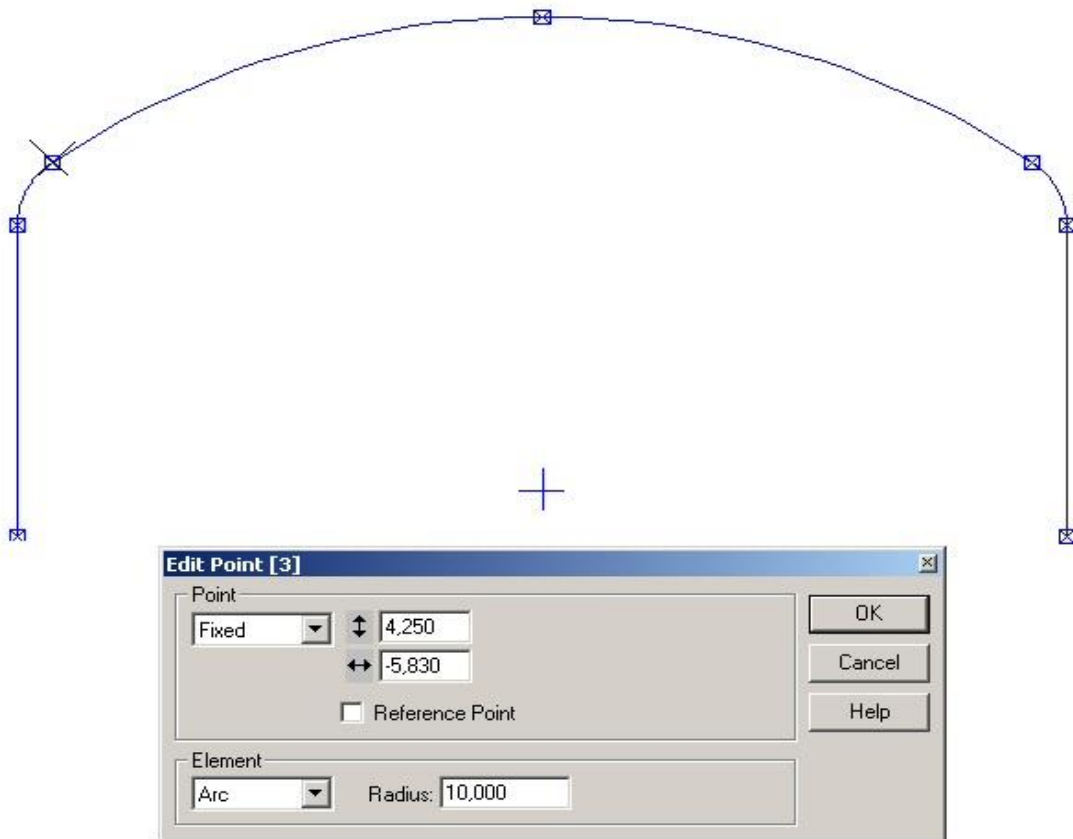 Edit Point [3]
Point
Fixed
4,250
-5,830
Reference Point
OK
Cancel
Help
Element
Arc
Radius: 10,000